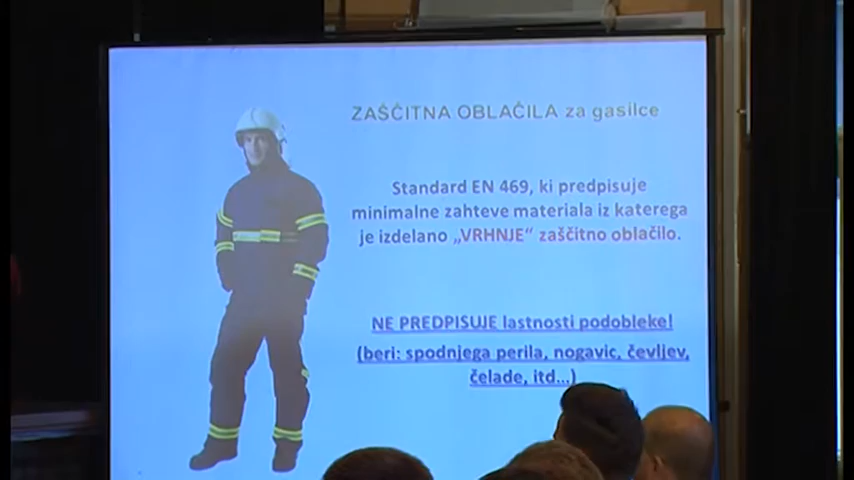 ZAŠČITNA OBLAČILA za gasilce
Standard EN 469, ki predpisuje
minimalne zahteve materiala iz katerega
je izdelano „VRHNJE“ zaščitno oblačilo.
NE PREDPISUJE lastnosti podobleke!
(beri: spodnjega perila, nogavic, čevljev,
čelade, itd...)